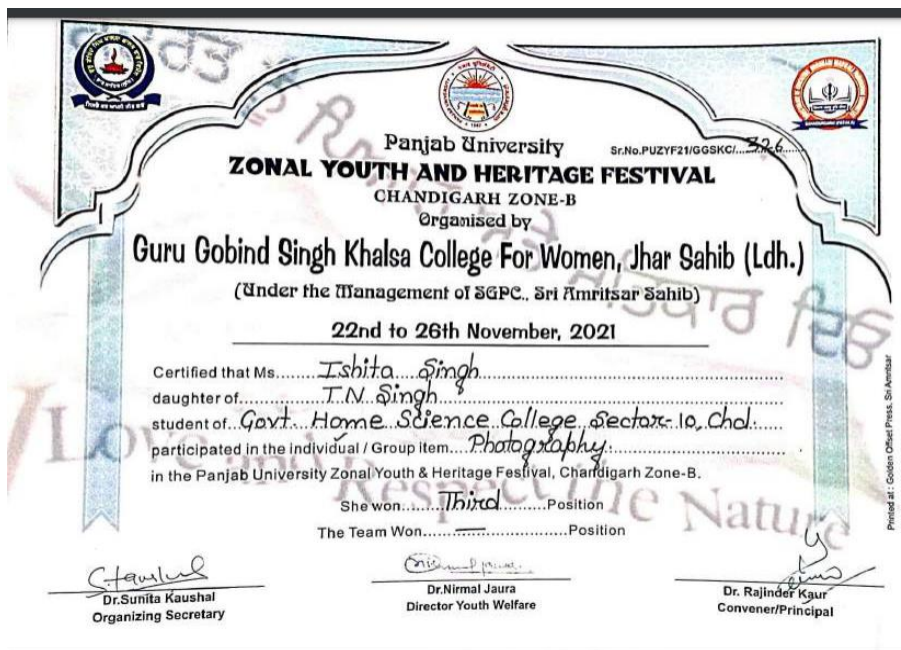 Panjab University
Sr.No.PUZYF21/GGSKC/....326......
ZONAL YOUTH AND HERITAGE FESTIVAL
CHANDIGARH ZONE-B
Organised by
Guru Gobind Singh Khalsa College For Women, Jhar Sahib (Ldh.)
(Under the Management of SGPC., Sri Amritsar Sahib)
22nd to 26th November, 2021
Certified that Ms........Ishita Singh
daughter of............T.N Singh
student of...Govt. Home Science College, Sector-10, Chd.
participated in the individual / Group item....Photography
in the Panjab University Zonal Youth & Heritage Festival, Chandigarh Zone-B.
She won..........Third..........Position
The Team Won......—......Position
Love and Respect The Nature
Dr.Sunita Kaushal
Organizing Secretary
Dr.Nirmal Jaura
Director Youth Welfare
Dr. Rajinder Kaur
Convener/Principal
Printed at : Golden Offset Press, Sri Amritsar